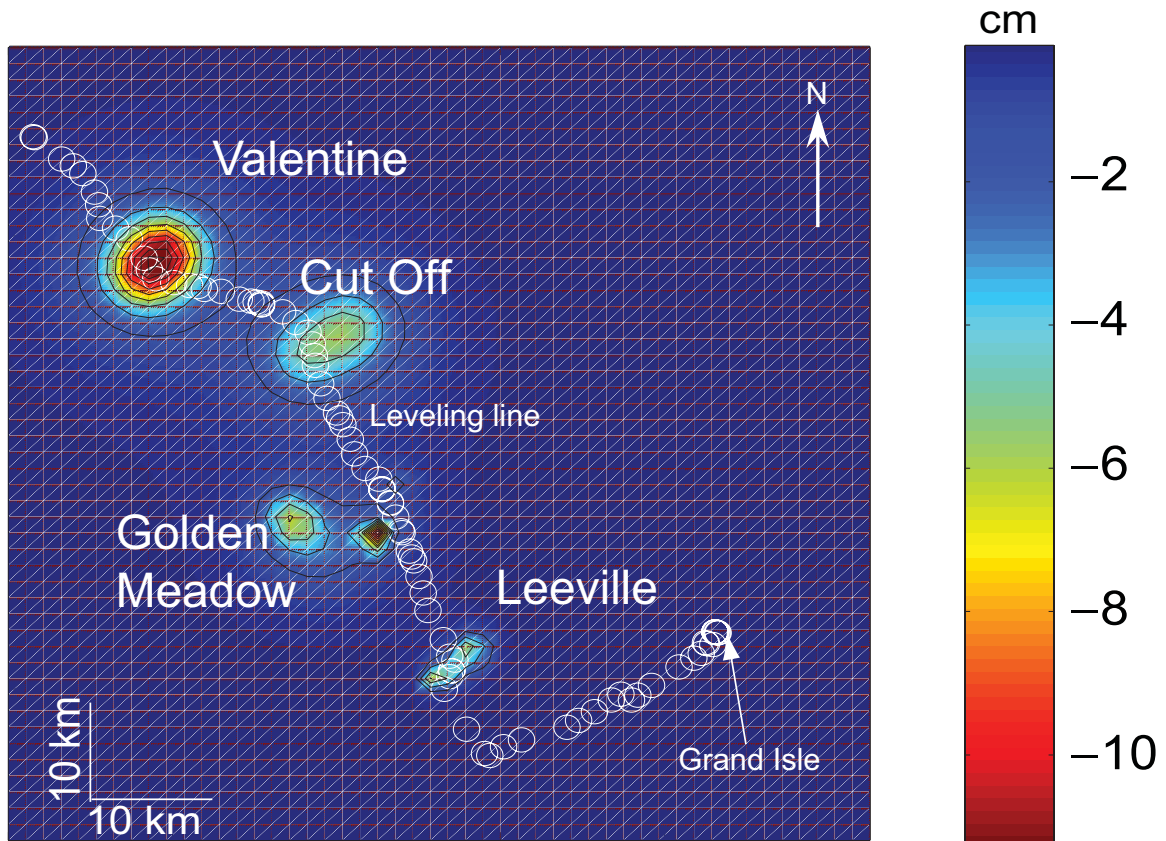 cm
N
Valentine
−2
Cut Off
−4
Leveling line
−6
Golden
Meadow
Leeville
−8
10 km
Grand Isle
−10
10 km